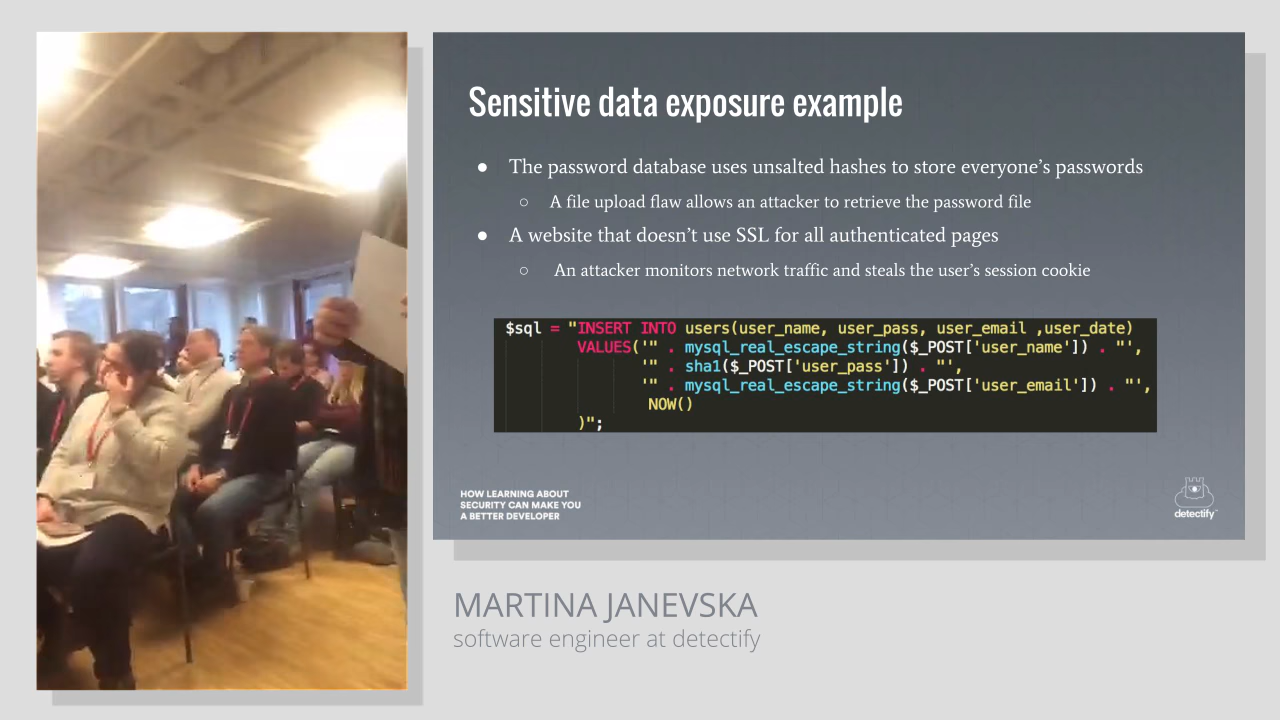 Sensitive data exposure example
● The password database uses unsalted hashes to store everyone’s passwords
○ A file upload flaw allows an attacker to retrieve the password file
● A website that doesn’t use SSL for all authenticated pages
○ An attacker monitors network traffic and steals the user’s session cookie
$sql = "INSERT INTO users(user_name, user_pass, user_email ,user_date)
VALUES('" . mysql_real_escape_string($_POST['user_name']) . "',
'" . sha1($_POST['user_pass']) . "',
'" . mysql_real_escape_string($_POST['user_email']) . "',
NOW()
)";
HOW LEARNING ABOUT
SECURITY CAN MAKE YOU
A BETTER DEVELOPER
detectify
MARTINA JANEVSKA
software engineer at detectify